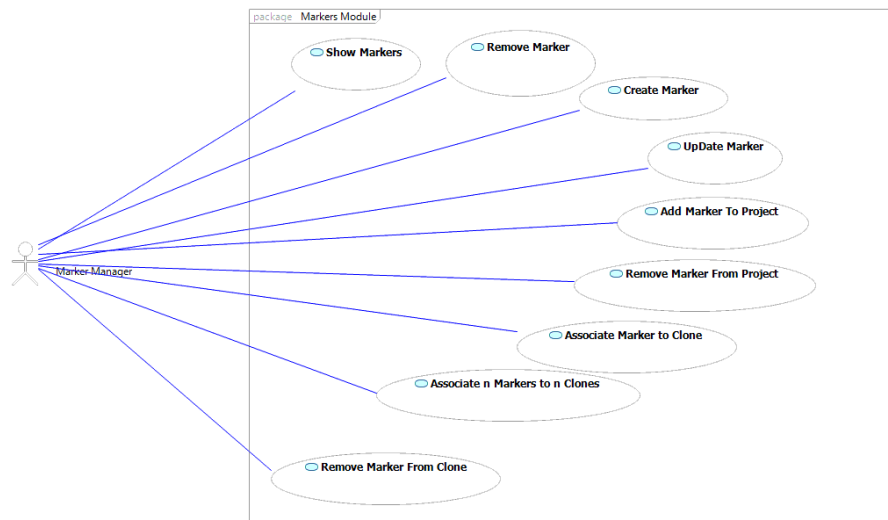 package Markers Module
Show Markers
Remove Marker
Create Marker
UpDate Marker
Add Marker To Project
Marker Manager
Remove Marker From Project
Associate Marker to Clone
Associate n Markers to n Clones
Remove Marker From Clone